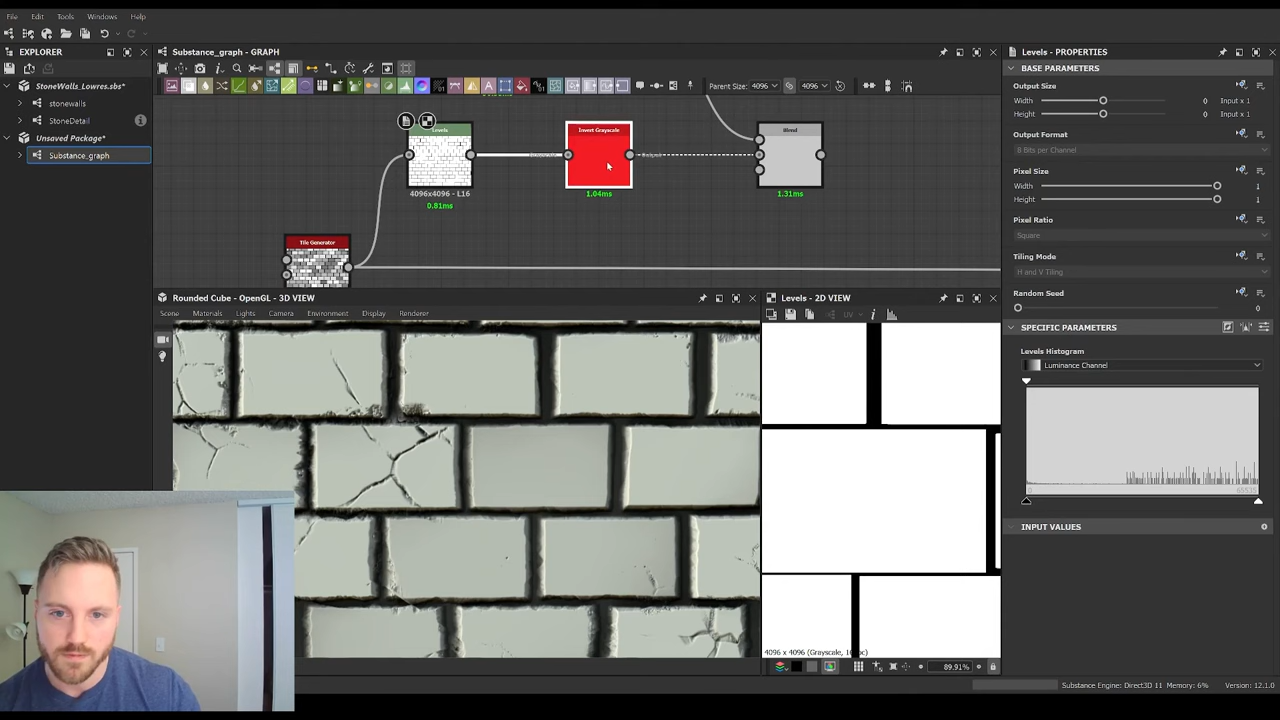 File Edit Tools Windows Help
EXPLORER
StoneWalls_Lowres.sbs*
stonewalls
StoneDetail
Unsaved Package*
Substance_graph
Substance_graph - GRAPH
Parent Size: 4096 4096
Levels
4096x4096 - L16
0.81ms
Invert Grayscale
1.04ms
Blend
1.31ms
Tile Generator
Rounded Cube - OpenGL - 3D VIEW
Scene Materials Lights Camera Environment Display Renderer
Levels - 2D VIEW
UV
4096 x 4096 (Grayscale, 16bpc)
89.91%
Levels - PROPERTIES
BASE PARAMETERS
Output Size
Width 0 Input x 1
Height 0 Input x 1
Output Format
8 Bits per Channel
Pixel Size
Width 1
Height 1
Pixel Ratio
Square
Tiling Mode
H and V Tiling
Random Seed
0
SPECIFIC PARAMETERS
Levels Histogram
Luminance Channel
0 65535
INPUT VALUES
Substance Engine: Direct3D 11 Memory: 6% Version: 12.1.0